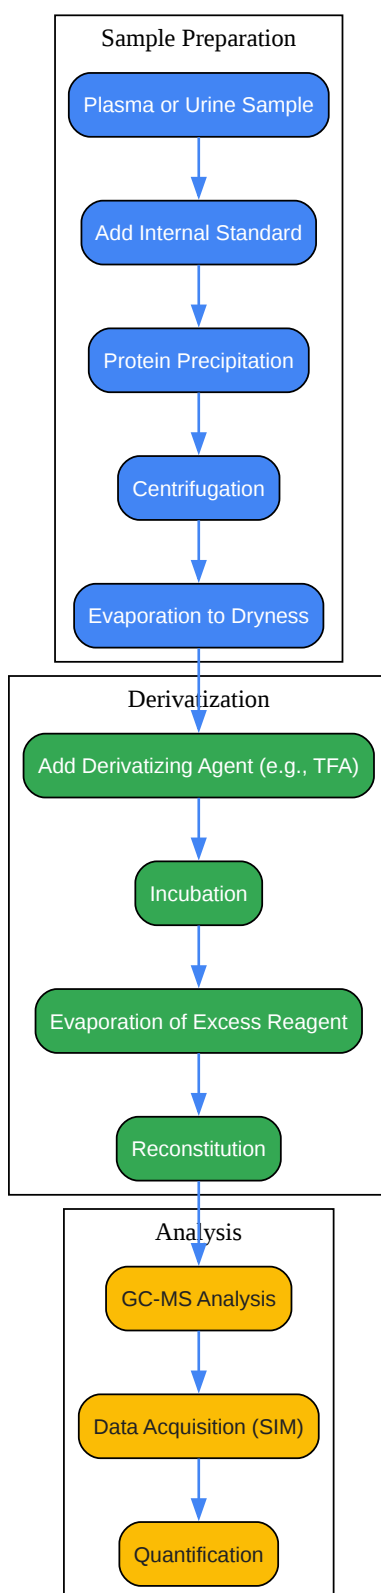 Sample Preparation
Plasma or Urine Sample
Add Internal Standard
Protein Precipitation
Centrifugation
Evaporation to Dryness
Derivatization
Add Derivatizing Agent (e.g., TFA)
Incubation
Evaporation of Excess Reagent
Reconstitution
Analysis
GC-MS Analysis
Data Acquisition (SIM)
Quantification